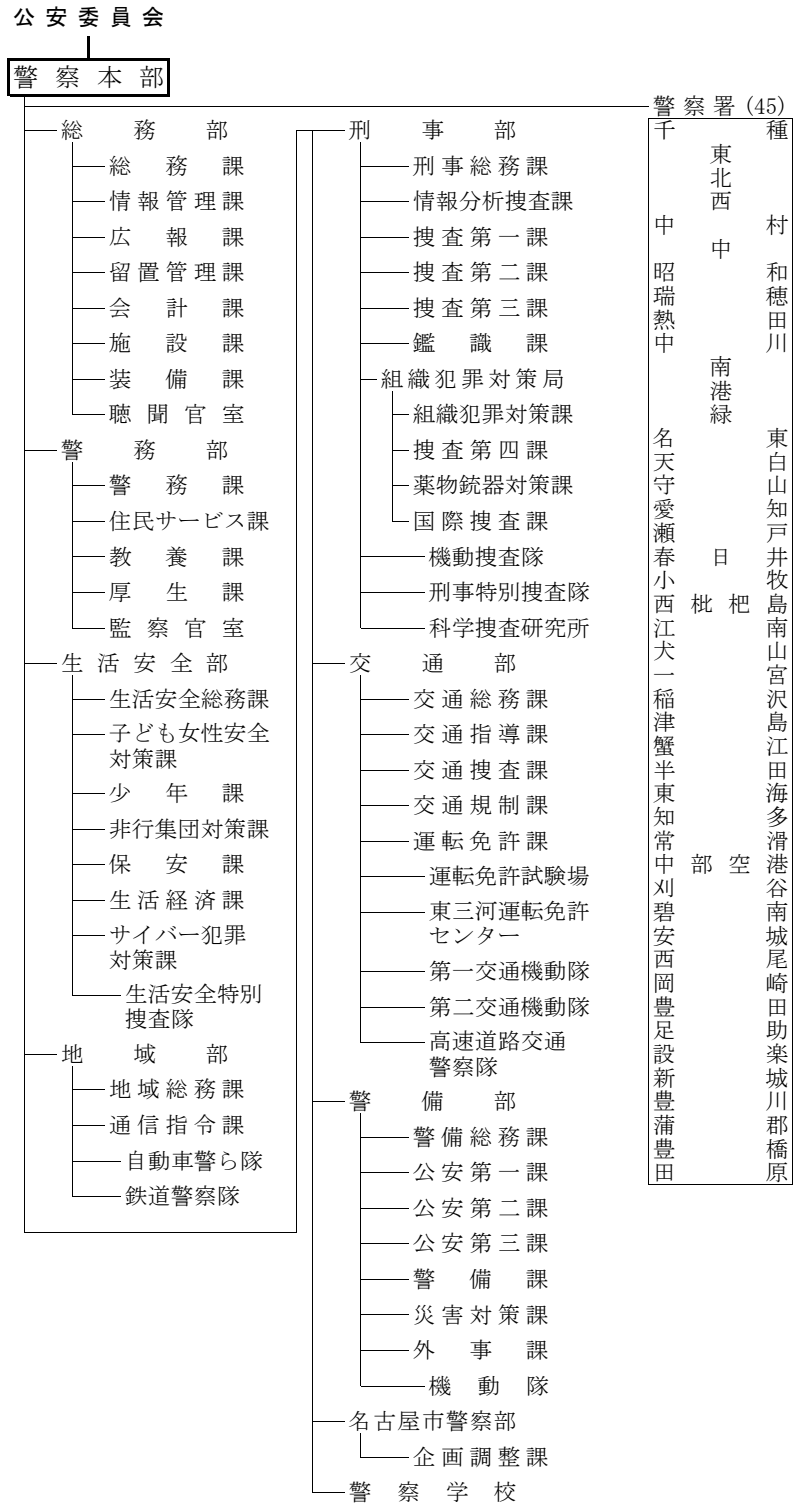 公安委員会
警察本部
総務部
総務課
情報管理課
広報課
留置管理課
会計課
施設課
装備課
聴聞官室
警務部
警務課
住民サービス課
教養課
厚生課
監察官室
生活安全部
生活安全総務課
子ども女性安全
対策課
少年課
非行集団対策課
保安課
生活経済課
サイバー犯罪
対策課
生活安全特別
捜査隊
地域部
地域総務課
通信指令課
自動車警ら隊
鉄道警察隊
刑事部
刑事総務課
情報分析捜査課
捜査第一課
捜査第二課
捜査第三課
鑑識課
組織犯罪対策局
組織犯罪対策課
捜査第四課
薬物銃器対策課
国際捜査課
機動捜査隊
刑事特別捜査隊
科学捜査研究所
交通部
交通総務課
交通指導課
交通捜査課
交通規制課
運転免許課
運転免許試験場
東三河運転免許
センター
第一交通機動隊
第二交通機動隊
高速道路交通
警察隊
警備部
警備総務課
公安第一課
公安第二課
公安第三課
警備課
災害対策課
外事課
機動隊
名古屋市警察部
企画調整課
警察学校
警察署(45)
千種
東
北
西
中村
中
昭和
瑞穂
熱田
中川
南
港
緑
名東
天白
守山
愛知
瀬戸
春日井
小牧
西枇杷島
江南
犬山
一宮
稲沢
津島
蟹江
半田
東海
知多
常滑
中部空港
刈谷
碧南
安城
西尾
岡崎
豊田
足助
設楽
新城
豊川
蒲郡
豊橋
田原